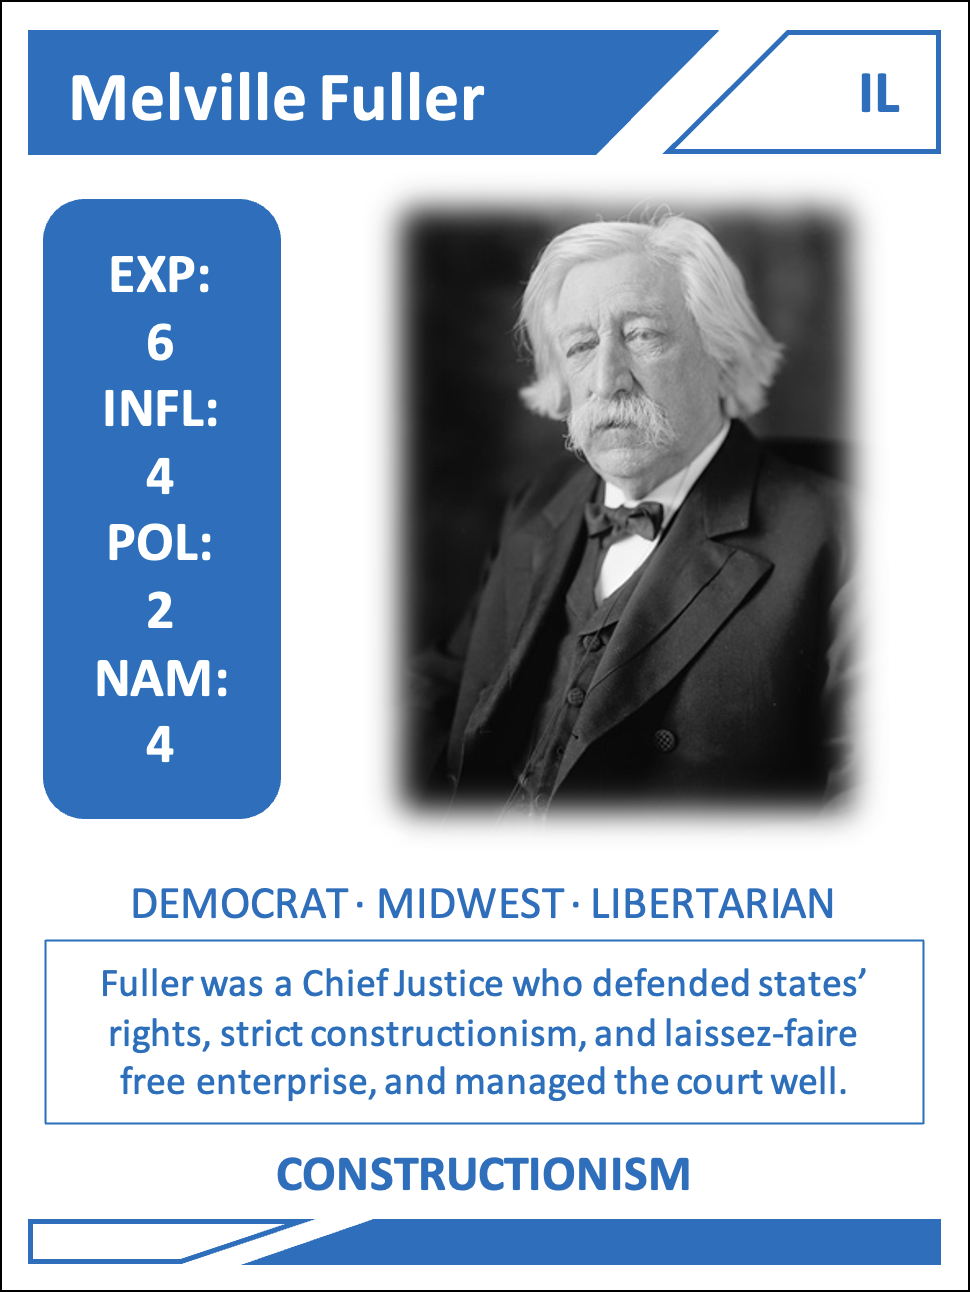 Melville Fuller
IL
EXP:
6
INFL:
4
POL:
2
NAM:
4
DEMOCRAT · MIDWEST · LIBERTARIAN
Fuller was a Chief Justice who defended states’
rights, strict constructionism, and laissez-faire
free enterprise, and managed the court well.
CONSTRUCTIONISM